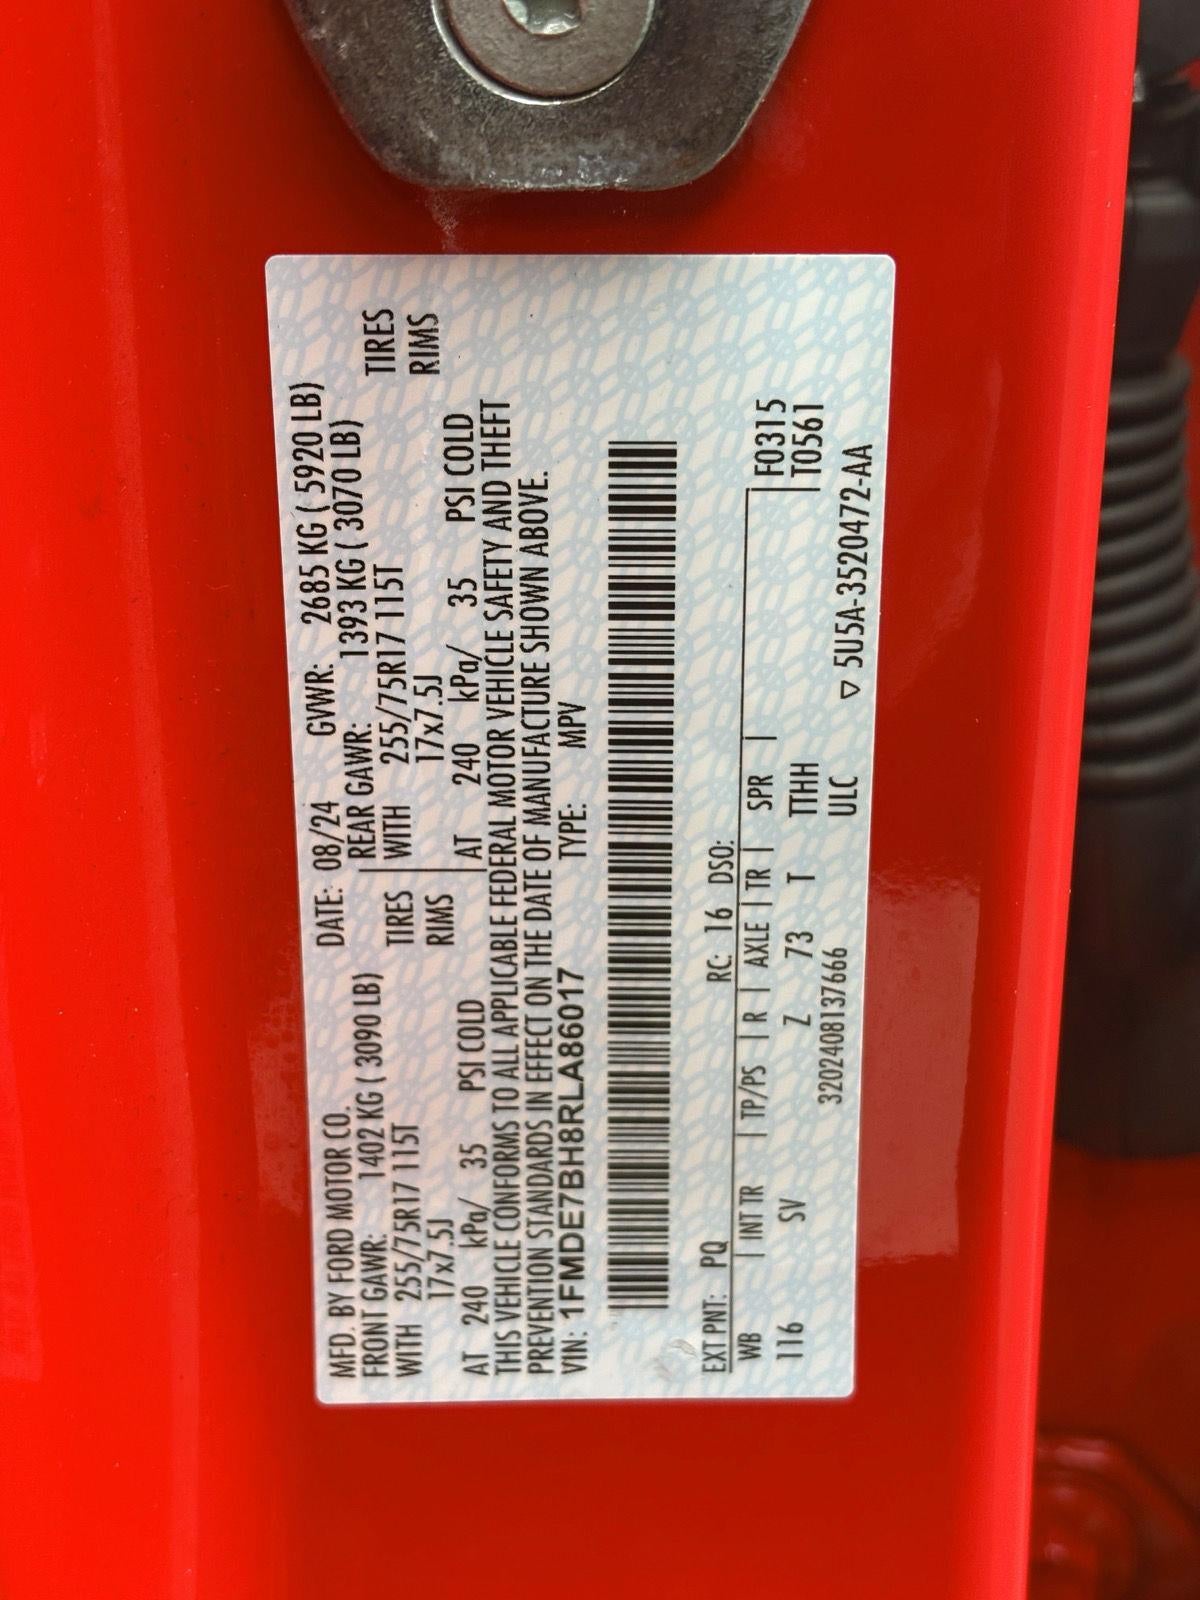 MFD. BY FORD MOTOR CO.
DATE: 08/24 GVWR: 2685 KG ( 5920 LB)
FRONT GAWR: 1402 KG ( 3090 LB) REAR GAWR: 1393 KG ( 3070 LB)
WITH 255/75R17 115T TIRES WITH 255/75R17 115T TIRES
17x7.5J RIMS 17x7.5J RIMS
AT 240 kPa/ 35 PSI COLD AT 240 kPa/ 35 PSI COLD
THIS VEHICLE CONFORMS TO ALL APPLICABLE FEDERAL MOTOR VEHICLE SAFETY AND THEFT
PREVENTION STANDARDS IN EFFECT ON THE DATE OF MANUFACTURE SHOWN ABOVE.
VIN: 1FMDE7BH8RLA86017 TYPE: MPV
EXT PNT: PQ RC: 16 DSO: F0315
WB | INT TR | TP/PS | R | AXLE | TR | SPR | T0561
116 SV Z 73 T TTHH
3202408137666 ULC ▽ 5U5A-3520472-AA